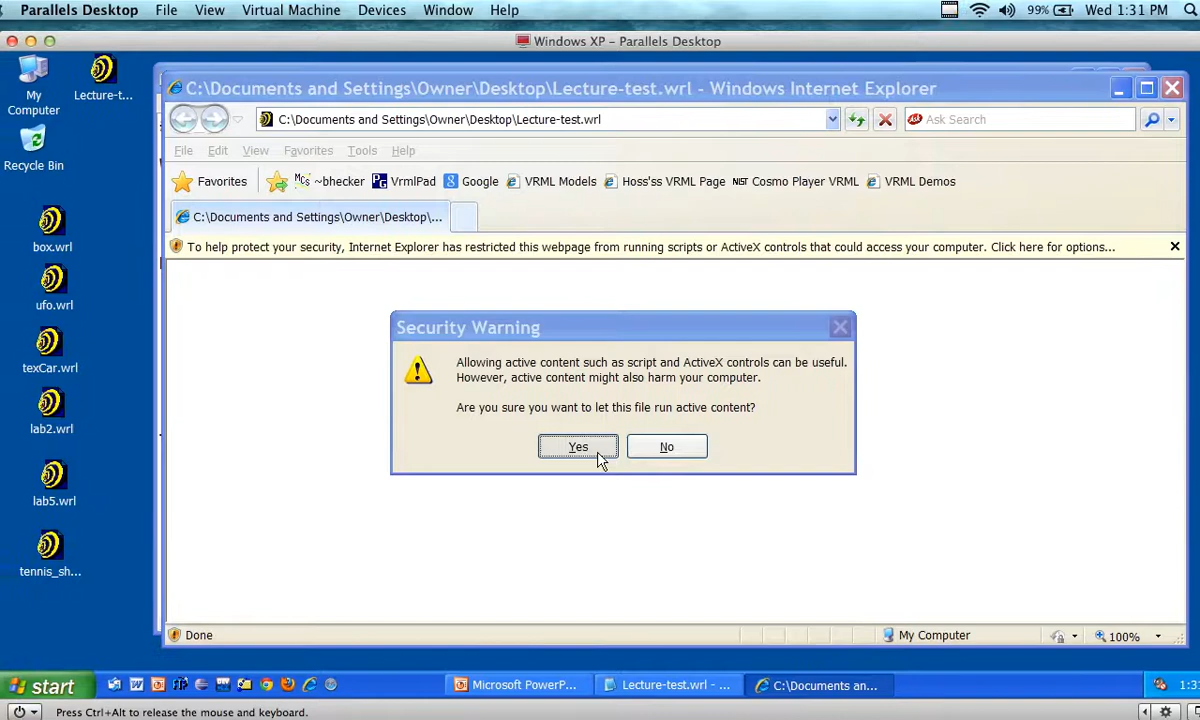 Parallels Desktop File View Virtual Machine Devices Window Help 99% Wed 1:31 PM
Windows XP - Parallels Desktop
My Computer
Lecture-t...
Recycle Bin
box.wrl
ufo.wrl
texCar.wrl
lab2.wrl
lab5.wrl
tennis_sh...
C:\Documents and Settings\Owner\Desktop\Lecture-test.wrl - Windows Internet Explorer
C:\Documents and Settings\Owner\Desktop\Lecture-test.wrl
Ask Search
File Edit View Favorites Tools Help
Favorites ~bhecker VrmlPad Google VRML Models Hoss'ss VRML Page NIST Cosmo Player VRML VRML Demos
C:\Documents and Settings\Owner\Desktop\...
To help protect your security, Internet Explorer has restricted this webpage from running scripts or ActiveX controls that could access your computer. Click here for options...
Security Warning
Allowing active content such as script and ActiveX controls can be useful.
However, active content might also harm your computer.
Are you sure you want to let this file run active content?
Yes No
Done My Computer 100%
start Microsoft PowerP... Lecture-test.wrl - ... C:\Documents an... 1:3
Press Ctrl+Alt to release the mouse and keyboard.